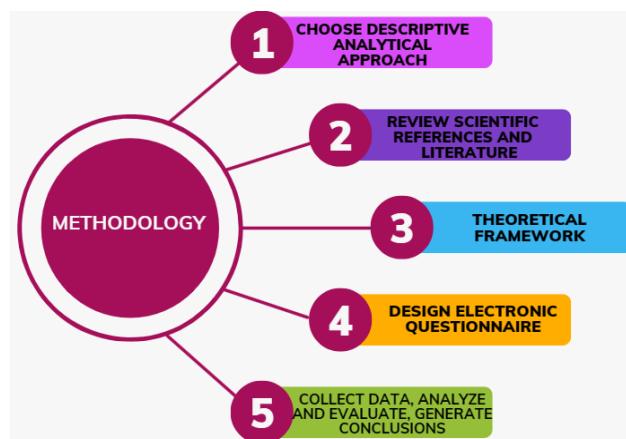 1
CHOOSE DESCRIPTIVE
ANALYTICAL
APPROACH
2
REVIEW SCIENTIFIC
REFERENCES AND
LITERATURE
METHODOLOGY
3
THEORETICAL
FRAMEWORK
4
DESIGN ELECTRONIC
QUESTIONNAIRE
5
COLLECT DATA, ANALYZE
AND EVALUATE, GENERATE
CONCLUSIONS